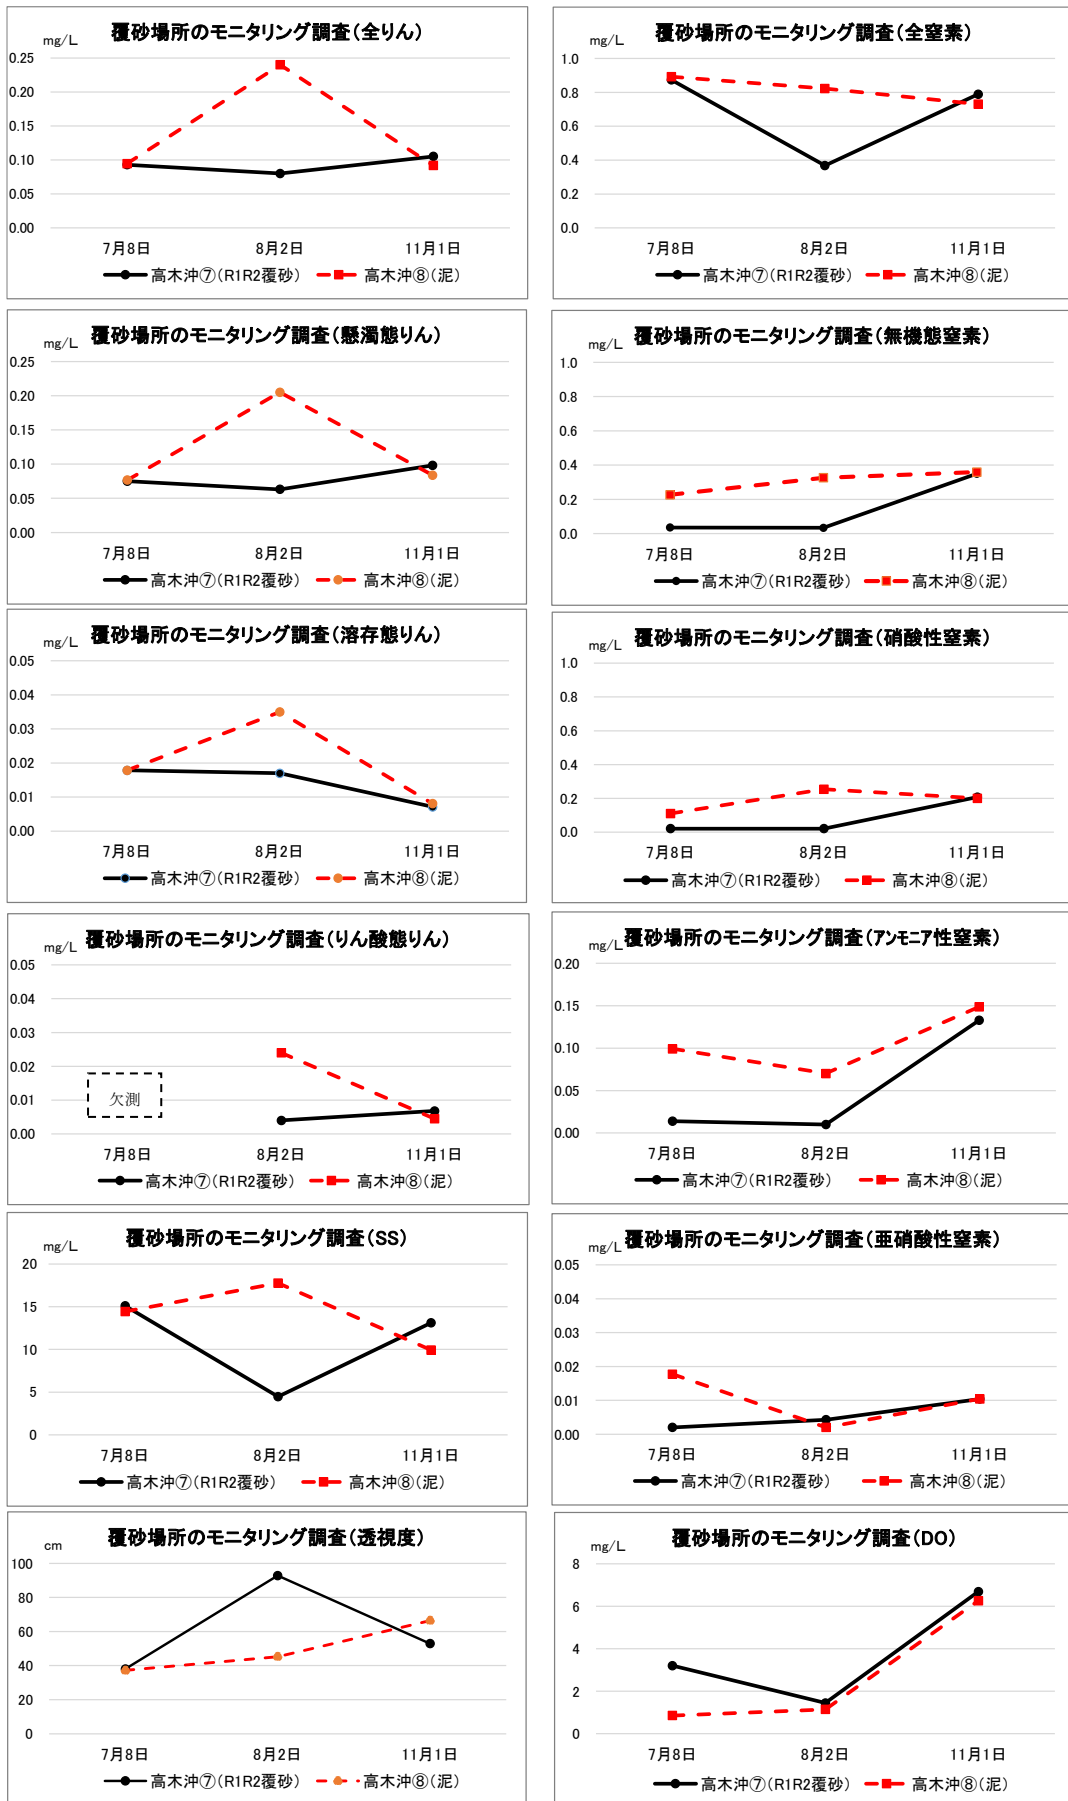 覆砂場所のモニタリング調査(全りん)
mg/L
0.25
0.20
0.15
0.10
0.05
0.00
7月8日 8月2日 11月1日
高木沖⑦(R1R2覆砂) 高木沖⑧(泥)
覆砂場所のモニタリング調査(全窒素)
mg/L
1.0
0.8
0.6
0.4
0.2
0.0
7月8日 8月2日 11月1日
高木沖⑦(R1R2覆砂) 高木沖⑧(泥)
覆砂場所のモニタリング調査(懸濁態りん)
mg/L
0.25
0.20
0.15
0.10
0.05
0.00
7月8日 8月2日 11月1日
高木沖⑦(R1R2覆砂) 高木沖⑧(泥)
覆砂場所のモニタリング調査(無機態窒素)
mg/L
1.0
0.8
0.6
0.4
0.2
0.0
7月8日 8月2日 11月1日
高木沖⑦(R1R2覆砂) 高木沖⑧(泥)
覆砂場所のモニタリング調査(溶存態りん)
mg/L
0.05
0.04
0.03
0.02
0.01
0.00
7月8日 8月2日 11月1日
高木沖⑦(R1R2覆砂) 高木沖⑧(泥)
覆砂場所のモニタリング調査(硝酸性窒素)
mg/L
1.0
0.8
0.6
0.4
0.2
0.0
7月8日 8月2日 11月1日
高木沖⑦(R1R2覆砂) 高木沖⑧(泥)
覆砂場所のモニタリング調査(りん酸態りん)
mg/L
0.05
0.04
0.03
0.02
0.01
0.00
欠測
7月8日 8月2日 11月1日
高木沖⑦(R1R2覆砂) 高木沖⑧(泥)
覆砂場所のモニタリング調査(アンモニア性窒素)
mg/L
0.20
0.15
0.10
0.05
0.00
7月8日 8月2日 11月1日
高木沖⑦(R1R2覆砂) 高木沖⑧(泥)
覆砂場所のモニタリング調査(SS)
mg/L
20
15
10
5
0
7月8日 8月2日 11月1日
高木沖⑦(R1R2覆砂) 高木沖⑧(泥)
覆砂場所のモニタリング調査(亜硝酸性窒素)
mg/L
0.05
0.04
0.03
0.02
0.01
0.00
7月8日 8月2日 11月1日
高木沖⑦(R1R2覆砂) 高木沖⑧(泥)
覆砂場所のモニタリング調査(透視度)
cm
100
80
60
40
20
0
7月8日 8月2日 11月1日
高木沖⑦(R1R2覆砂) 高木沖⑧(泥)
覆砂場所のモニタリング調査(DO)
mg/L
8
6
4
2
0
7月8日 8月2日 11月1日
高木沖⑦(R1R2覆砂) 高木沖⑧(泥)